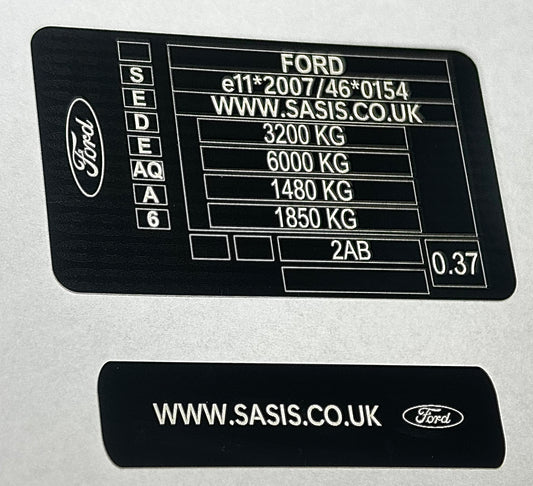 FORD
e11*2007/46*0154
WWW.SASIS.CO.UK
3200 KG
6000 KG
1480 KG
1850 KG
S
E
D
E
AQ
A
6
Ford
2AB
0.37
WWW.SASIS.CO.UK Ford